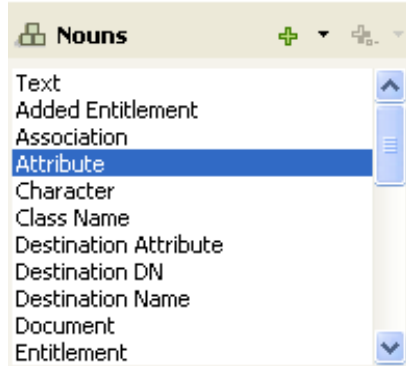 Nouns
Text
Added Entitlement
Association
Attribute
Character
Class Name
Destination Attribute
Destination DN
Destination Name
Document
Entitlement